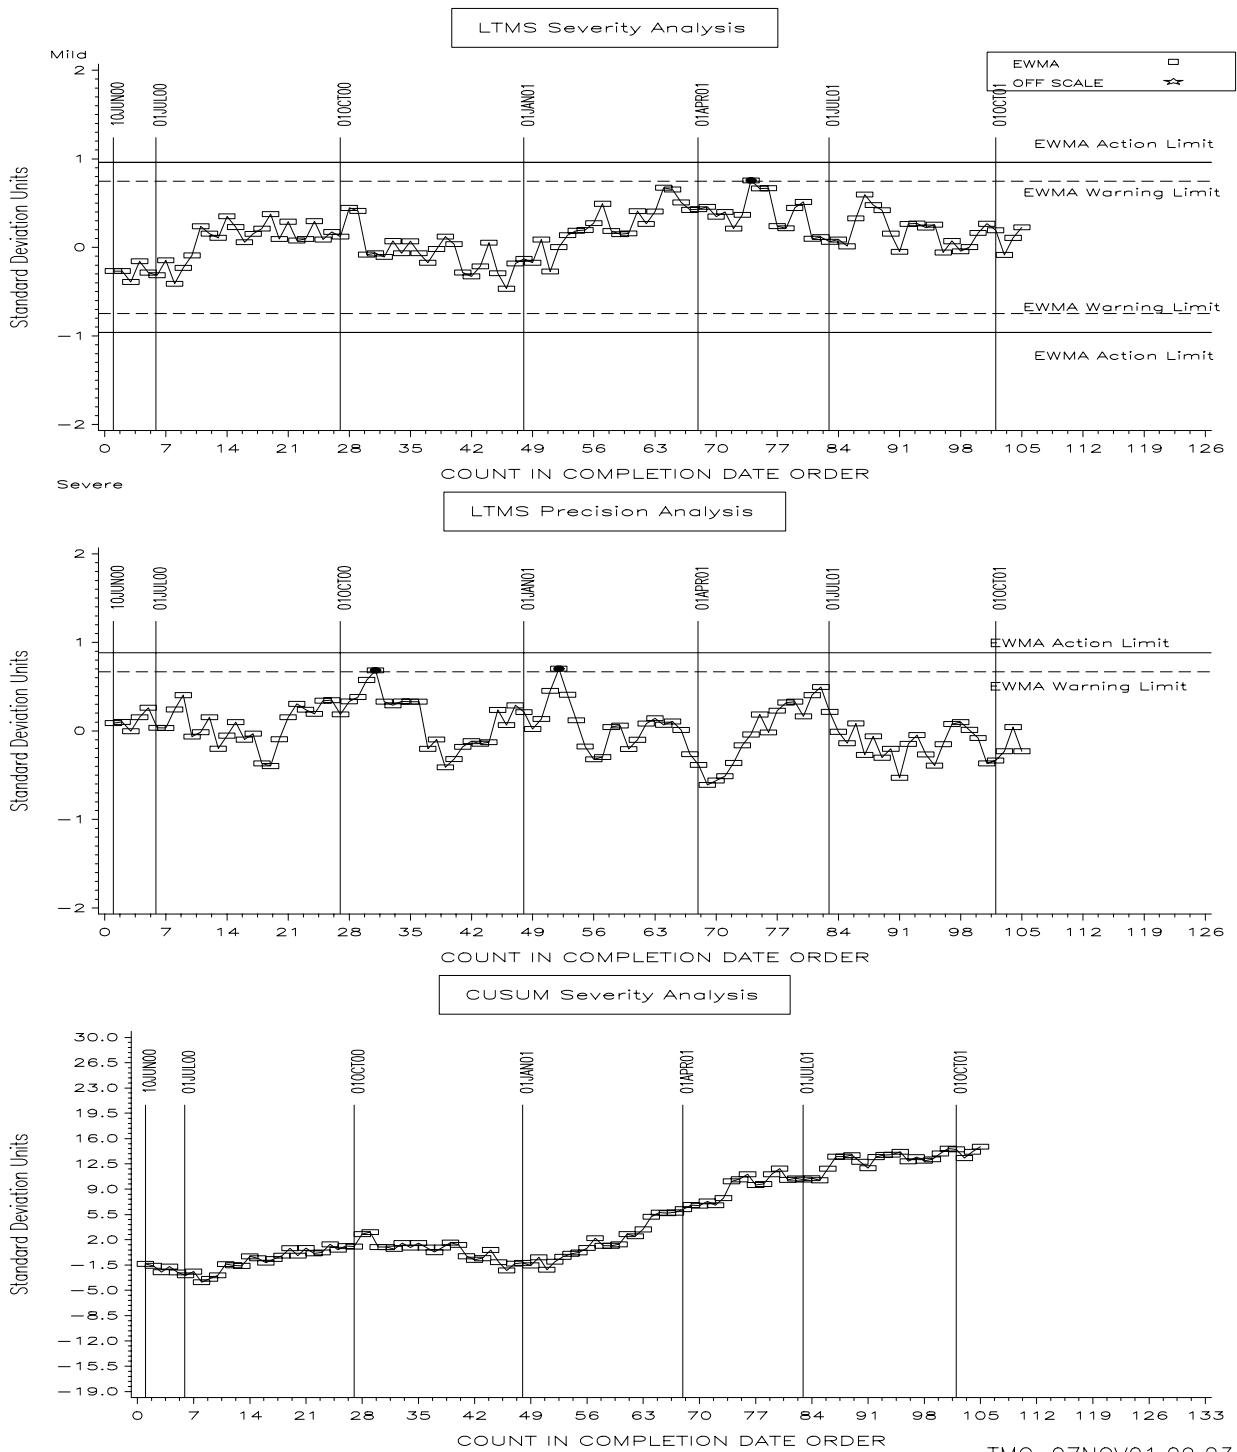 LTMS Severity Analysis
Mild
EWMA
OFF SCALE
2
1
0
−1
−2
Standard Deviation Units
10JUN00
01JUL00
01OCT00
01JAN01
01APR01
01JUL01
01OCT01
EWMA Action Limit
EWMA Warning Limit
EWMA Warning Limit
EWMA Action Limit
0 7 14 21 28 35 42 49 56 63 70 77 84 91 98 105 112 119 126
COUNT IN COMPLETION DATE ORDER
Severe
LTMS Precision Analysis
2
1
0
−1
−2
Standard Deviation Units
10JUN00
01JUL00
01OCT00
01JAN01
01APR01
01JUL01
01OCT01
EWMA Action Limit
EWMA Warning Limit
0 7 14 21 28 35 42 49 56 63 70 77 84 91 98 105 112 119 126
COUNT IN COMPLETION DATE ORDER
CUSUM Severity Analysis
30.0
26.5
23.0
19.5
16.0
12.5
9.0
5.5
2.0
−1.5
−5.0
−8.5
−12.0
−15.5
−19.0
Standard Deviation Units
10JUN00
01JUL00
01OCT00
01JAN01
01APR01
01JUL01
01OCT01
0 7 14 21 28 35 42 49 56 63 70 77 84 91 98 105 112 119 126 133
COUNT IN COMPLETION DATE ORDER